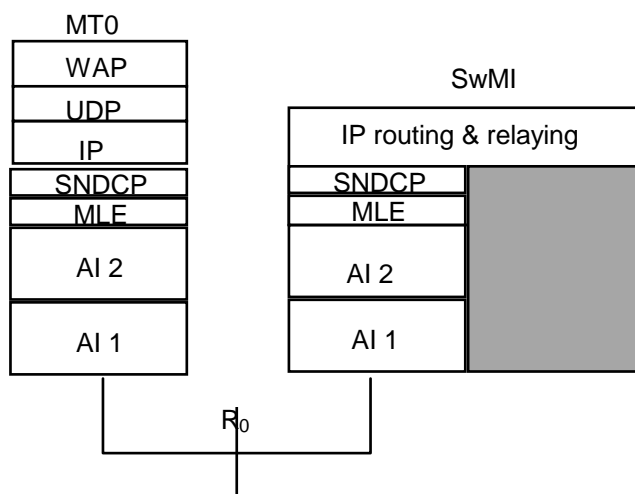 MT0
WAP
UDP
IP
SNDCP
MLE
AI 2
AI 1
SwMI
IP routing & relaying
SNDCP
MLE
AI 2
AI 1
R₀